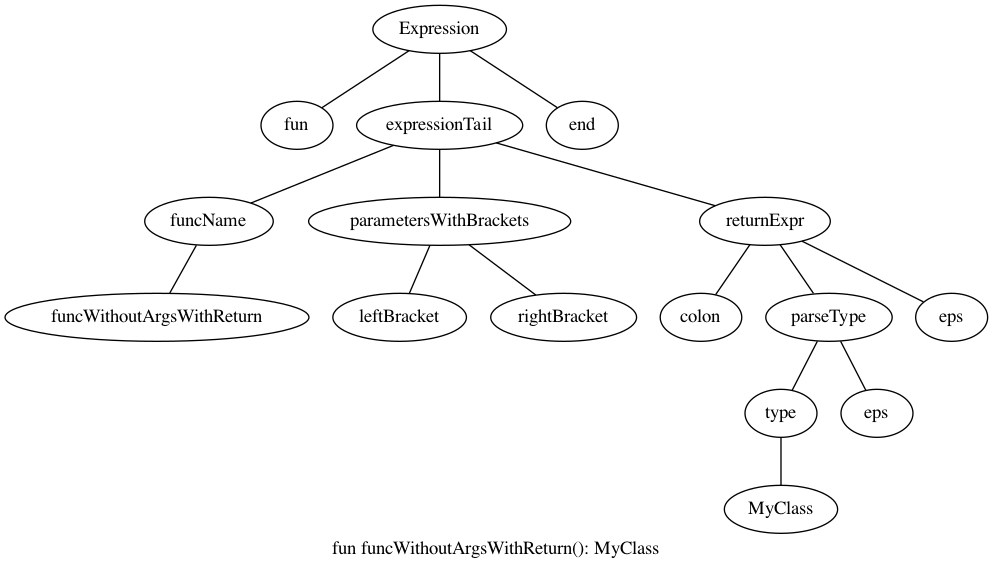 Expression
fun expressionTail end
funcName parametersWithBrackets returnExpr
funcWithoutArgsWithReturn leftBracket rightBracket colon parseType eps
type eps
MyClass
fun funcWithoutArgsWithReturn(): MyClass